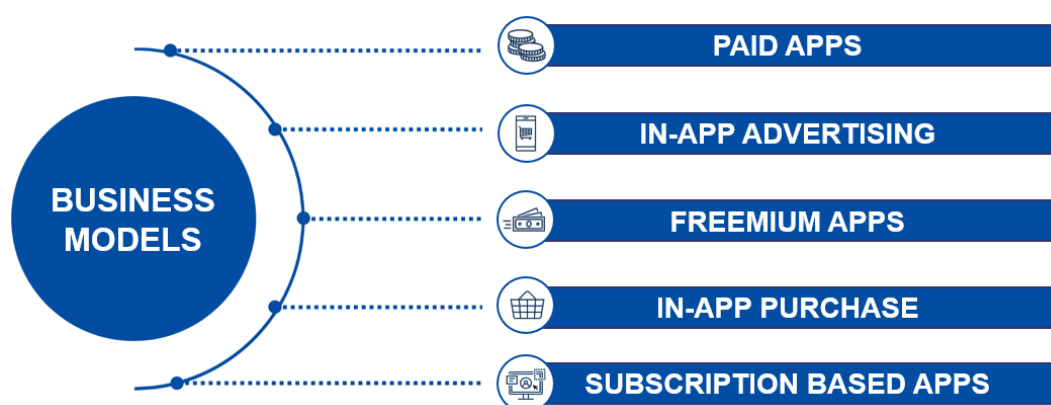 BUSINESS
MODELS
PAID APPS
IN-APP ADVERTISING
FREEMIUM APPS
IN-APP PURCHASE
SUBSCRIPTION BASED APPS